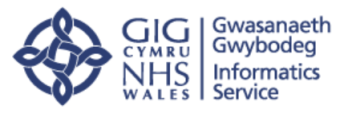 GIG
CYMRU
NHS
WALES
Gwasanaeth
Gwybodeg
Informatics
Service